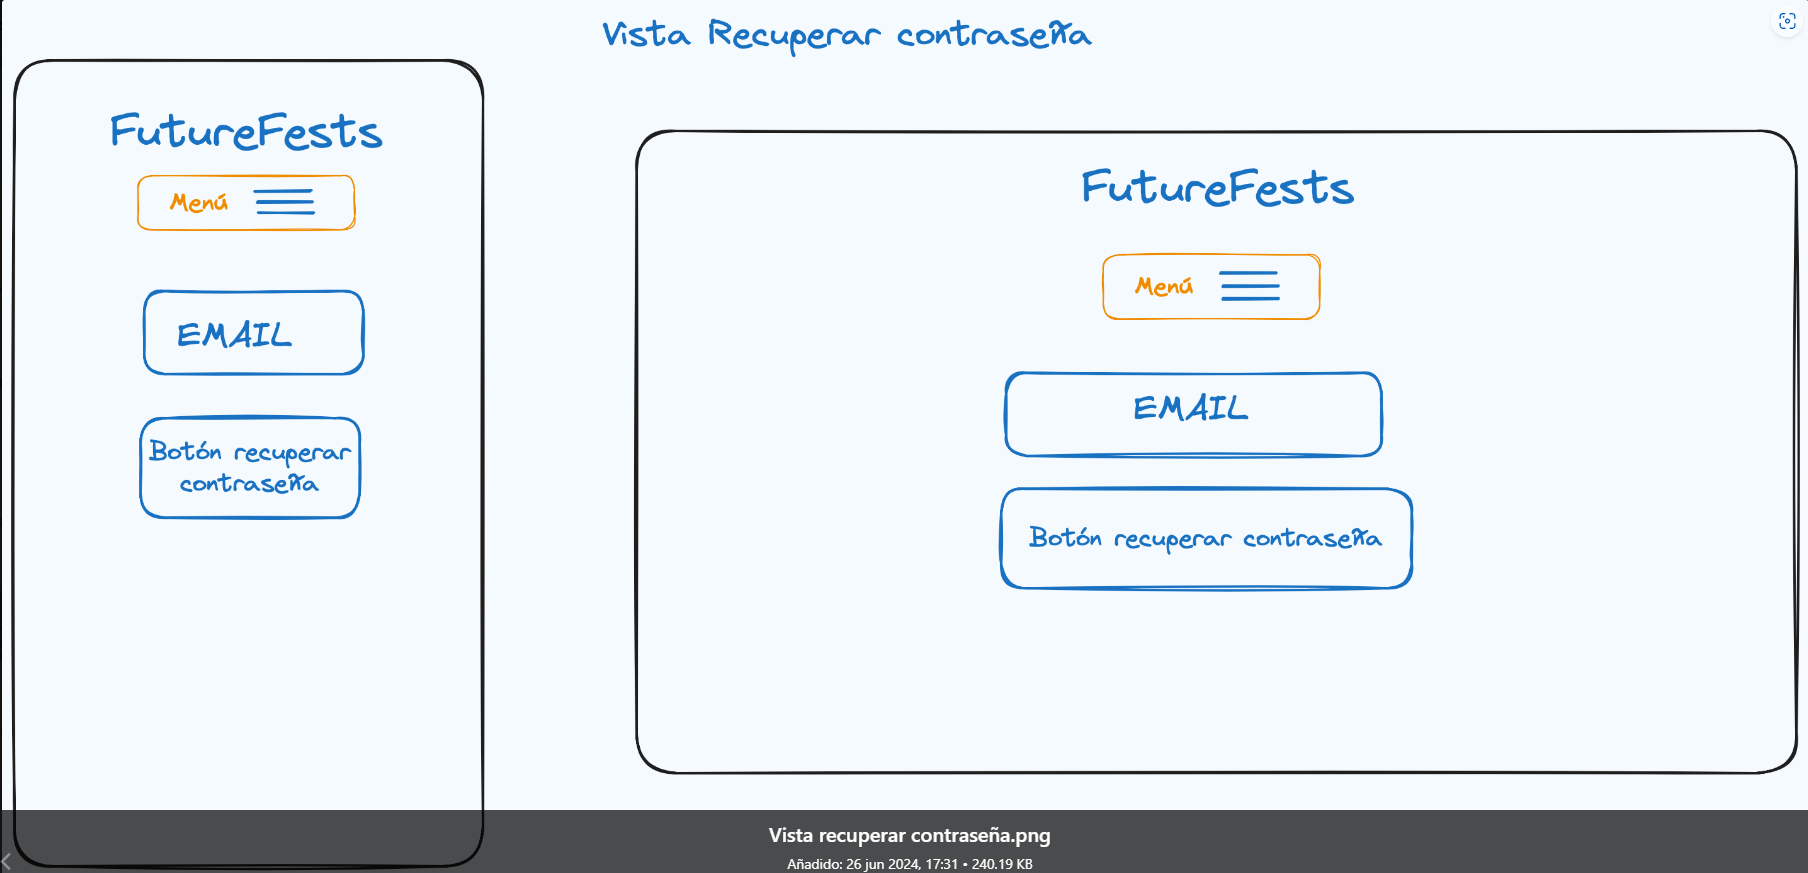 Vista Recuperar contraseña
FutureFests
Menú
EMAIL
Botón recuperar
contraseña
FutureFests
Menú
EMAIL
Botón recuperar contraseña
Vista recuperar contraseña.png
Añadido: 26 jun 2024, 17:31 • 240.19 KB